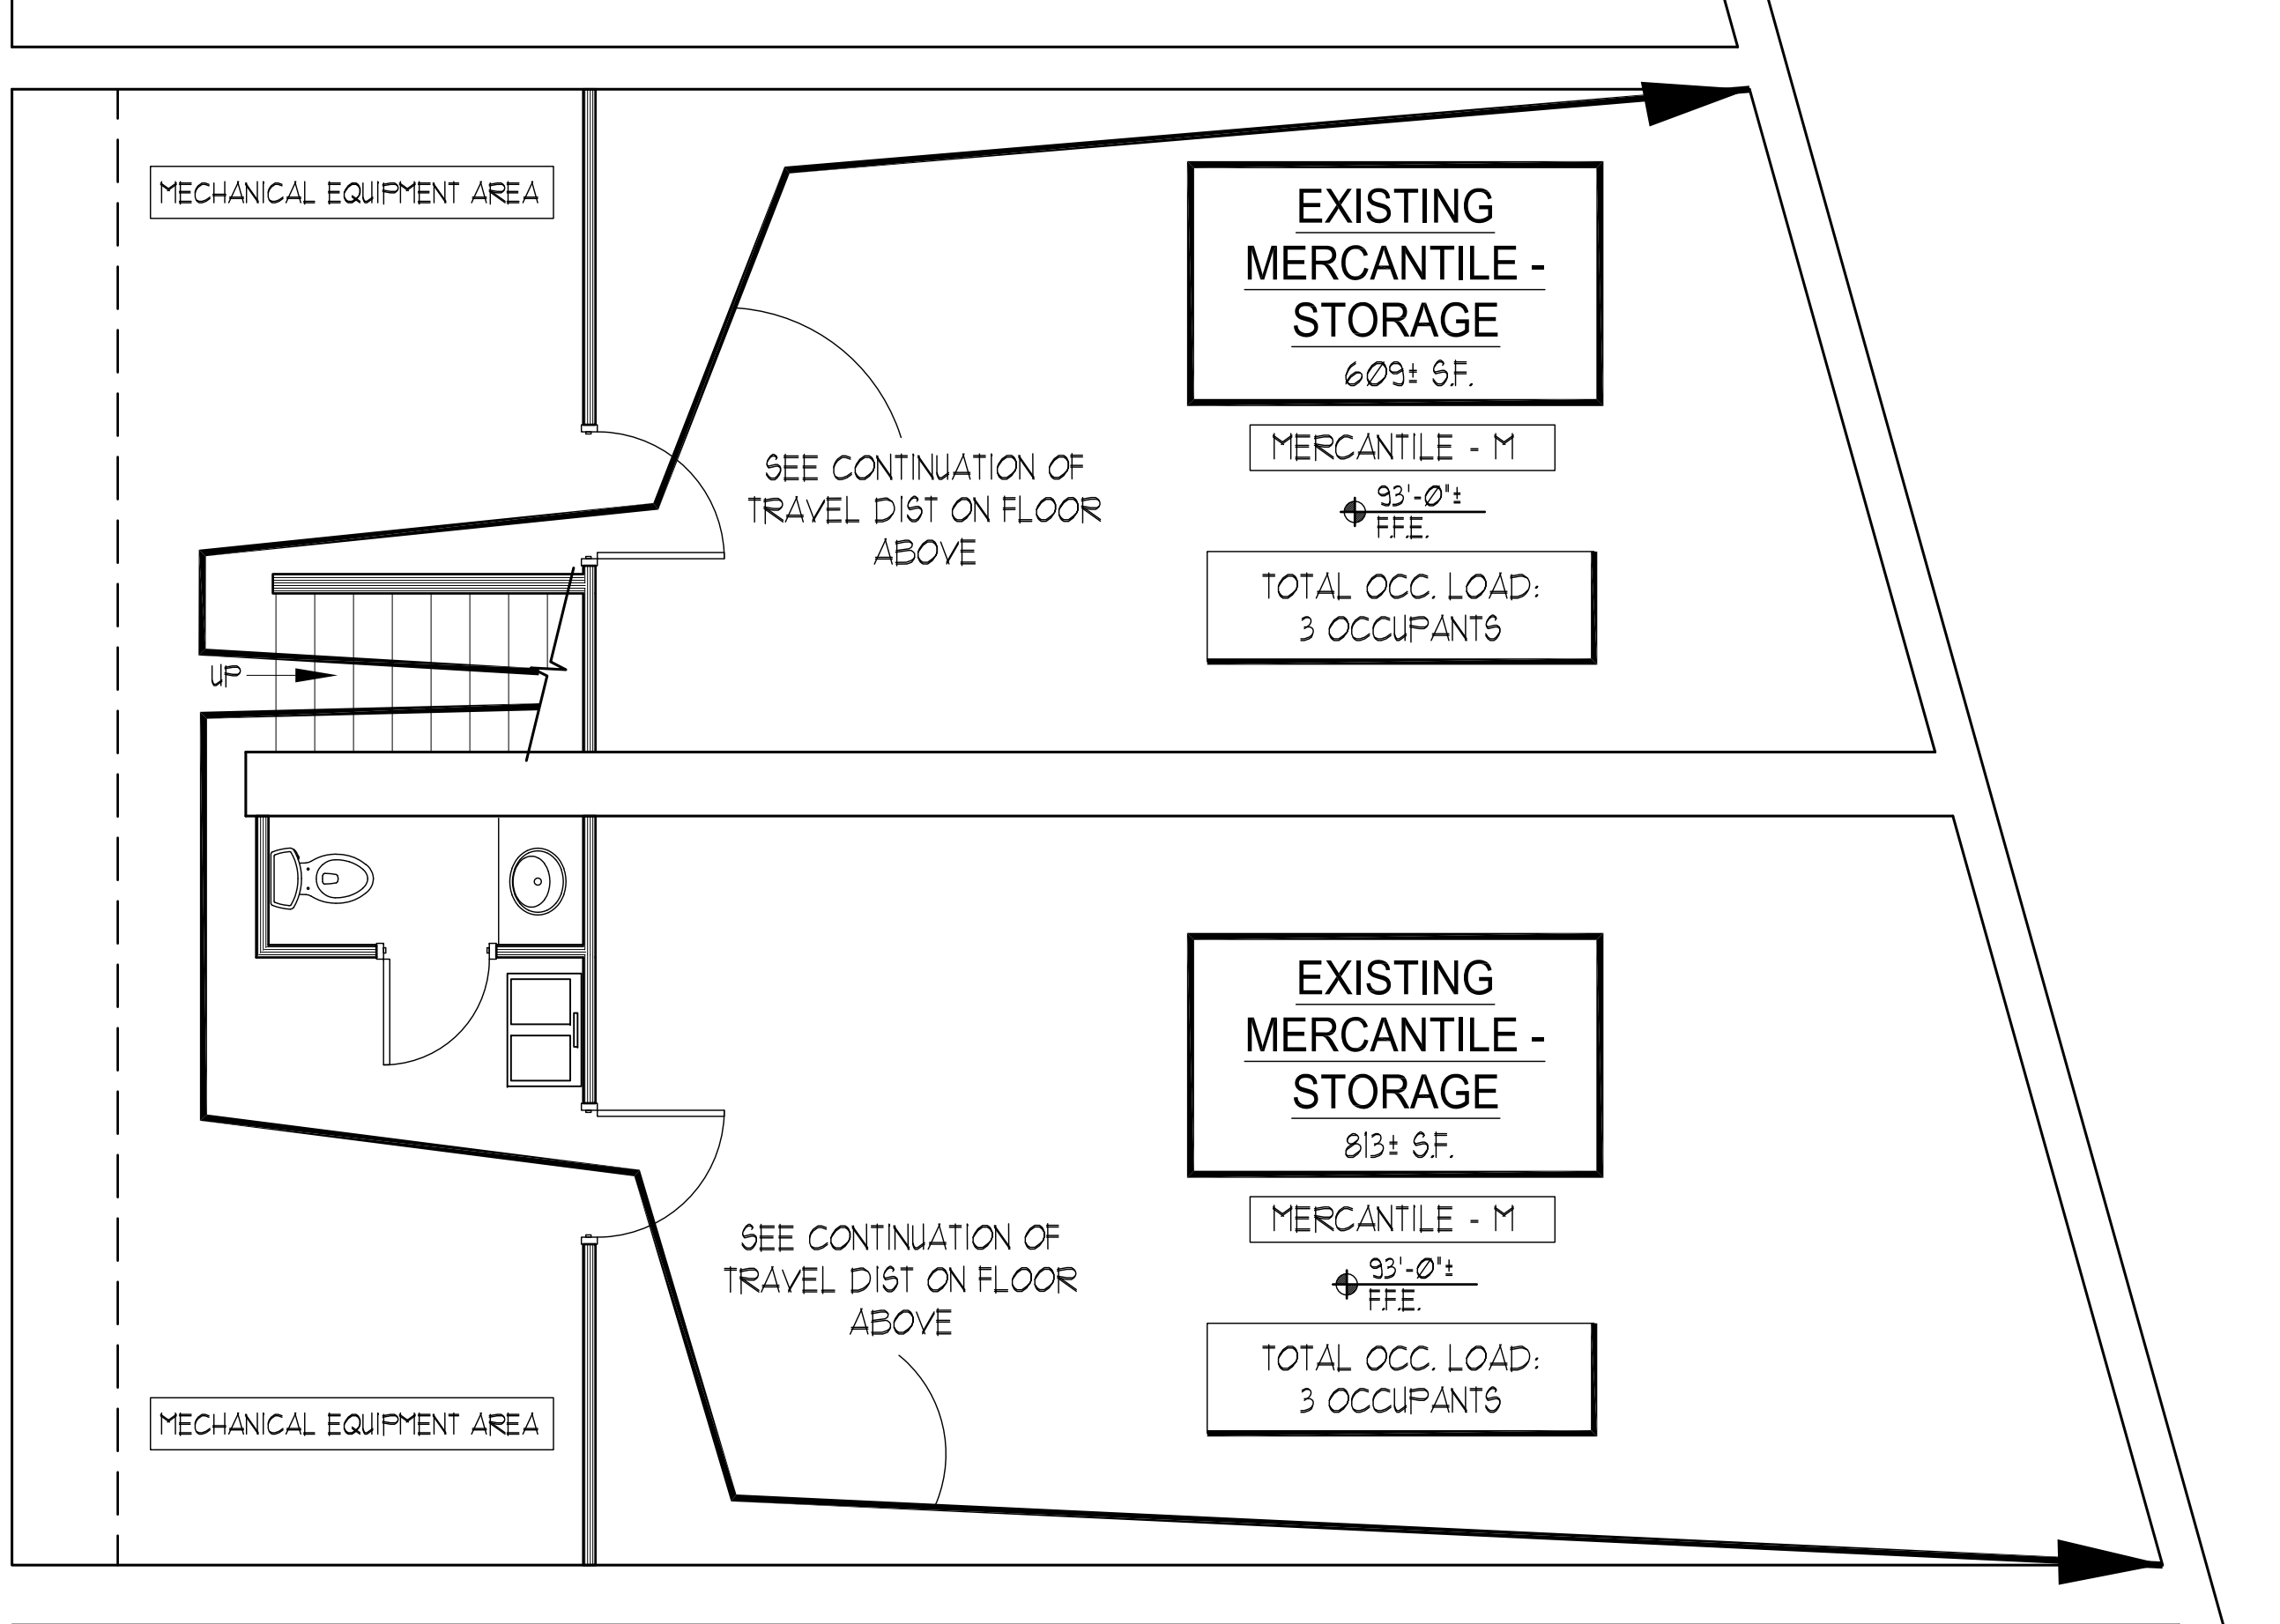 MECHANICAL EQUIPMENT AREA
EXISTING
MERCANTILE -
STORAGE
609± S.F.
MERCANTILE - M
93'-0"±
F.F.E.
TOTAL OCC. LOAD:
3 OCCUPANTS
SEE CONTINUATION OF
TRAVEL DIST ON FLOOR
ABOVE
UP
EXISTING
MERCANTILE -
STORAGE
813± S.F.
MERCANTILE - M
93'-0"±
F.F.E.
TOTAL OCC. LOAD:
3 OCCUPANTS
SEE CONTINUATION OF
TRAVEL DIST ON FLOOR
ABOVE
MECHANICAL EQUIPMENT AREA